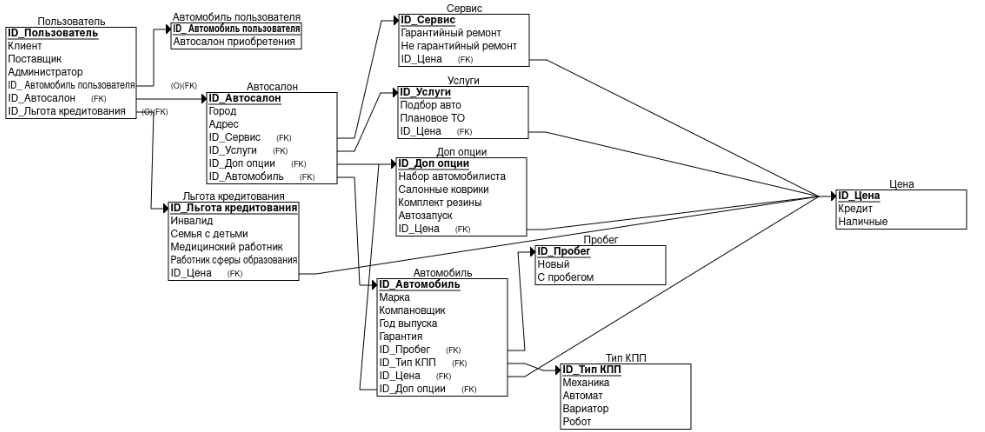 Пользователь
ID_Пользователь
Клиент
Поставщик
Администратор
ID_ Автомобиль пользователя (O)(FK)
ID_Автосалон (FK)
ID_Льгота кредитования (O)(FK)
Автомобиль пользователя
ID_Автомобиль пользователя
Автосалон приобретения
Автосалон
ID_Автосалон
Город
Адрес
ID_Сервис (FK)
ID_Услуги (FK)
ID_Доп опции (FK)
ID_Автомобиль (FK)
Льгота кредитования
ID_Льгота кредитования
Инвалид
Семья с детьми
Медицинский работник
Работник сферы образования
ID_Цена (FK)
Сервис
ID_Сервис
Гарантийный ремонт
Не гарантийный ремонт
ID_Цена (FK)
Услуги
ID_Услуги
Подбор авто
Плановое ТО
ID_Цена (FK)
Доп опции
ID_Доп опции
Набор автомобилиста
Салонные коврики
Комплект резины
Автозапуск
ID_Цена (FK)
Автомобиль
ID_Автомобиль
Марка
Компановщик
Год выпуска
Гарантия
ID_Пробег (FK)
ID_Тип КПП (FK)
ID_Цена (FK)
ID_Доп опции (FK)
Пробег
ID_Пробег
Новый
С пробегом
Тип КПП
ID_Тип КПП
Механика
Автомат
Вариатор
Робот
Цена
ID_Цена
Кредит
Наличные